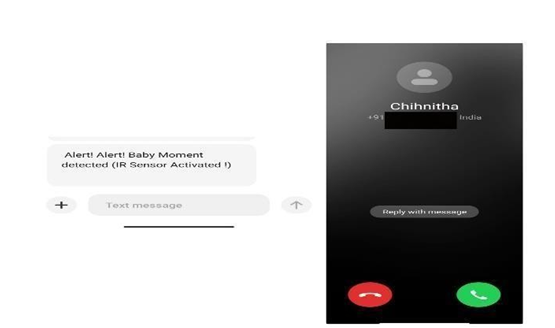 Alert! Alert! Baby Moment
detected (IR Sensor Activated !)
+
Text message
Chihnitha
+91 India
Reply with message